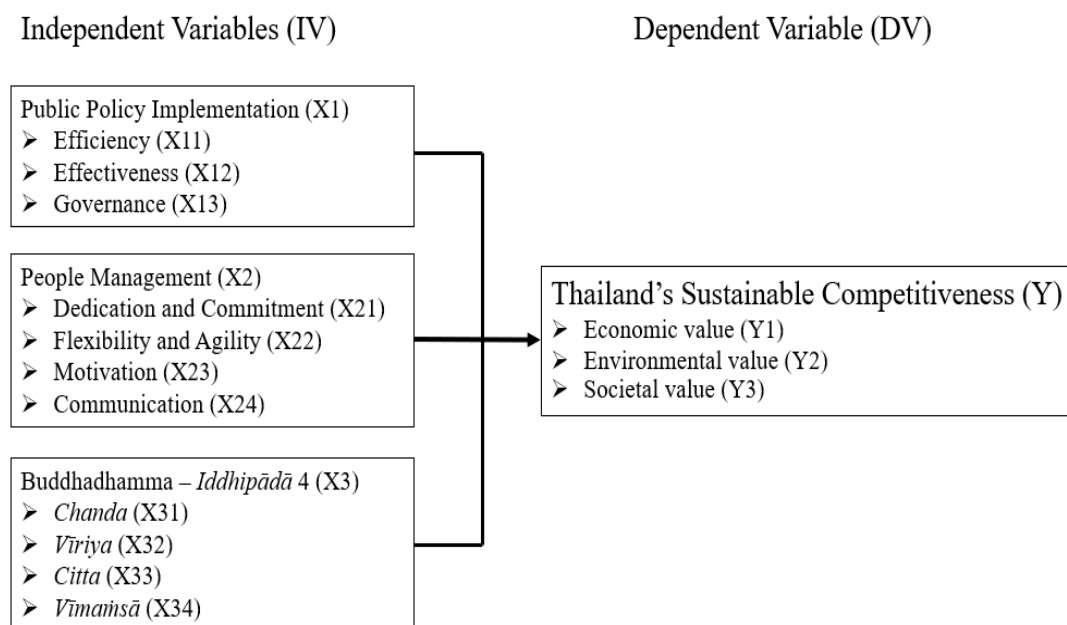 Independent Variables (IV)
Dependent Variable (DV)
Public Policy Implementation (X1)
➢ Efficiency (X11)
➢ Effectiveness (X12)
➢ Governance (X13)
People Management (X2)
➢ Dedication and Commitment (X21)
➢ Flexibility and Agility (X22)
➢ Motivation (X23)
➢ Communication (X24)
Buddhadhamma – Iddhipādā 4 (X3)
➢ Chanda (X31)
➢ Vīriya (X32)
➢ Citta (X33)
➢ Vīmaṁsā (X34)
Thailand’s Sustainable Competitiveness (Y)
➢ Economic value (Y1)
➢ Environmental value (Y2)
➢ Societal value (Y3)